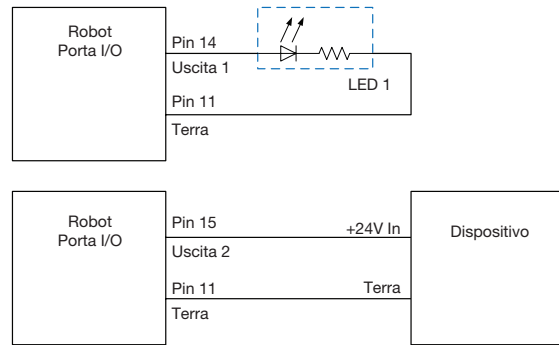 Robot
Porta I/O
Pin 14
Uscita 1
LED 1
Pin 11
Terra
Robot
Porta I/O
Pin 15
+24V In
Dispositivo
Uscita 2
Pin 11
Terra
Terra